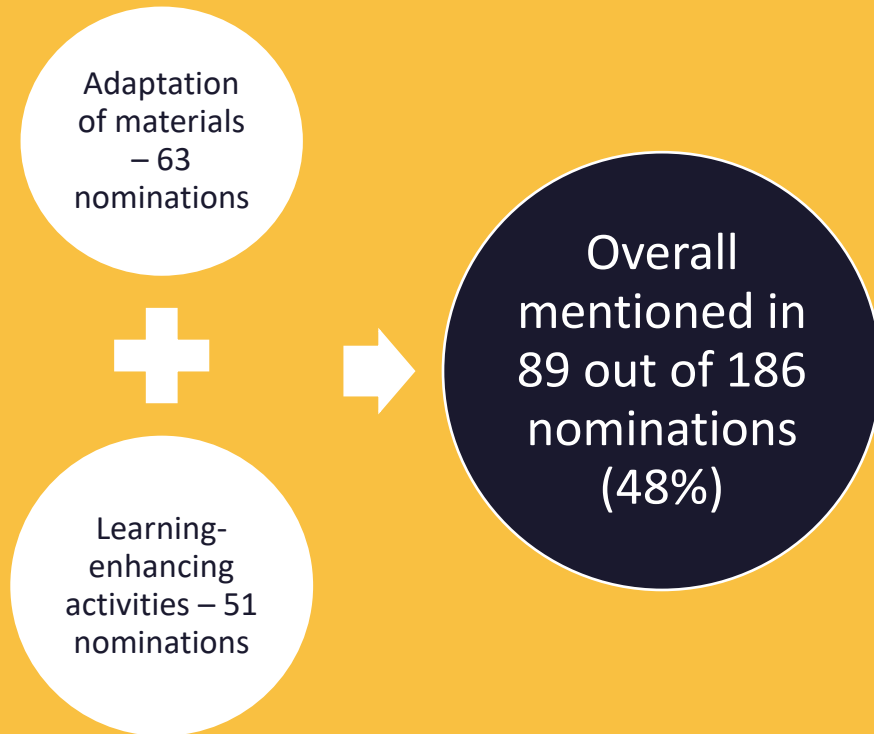 Adaptation
of materials
– 63
nominations
Learning-
enhancing
activities – 51
nominations
Overall
mentioned in
89 out of 186
nominations
(48%)